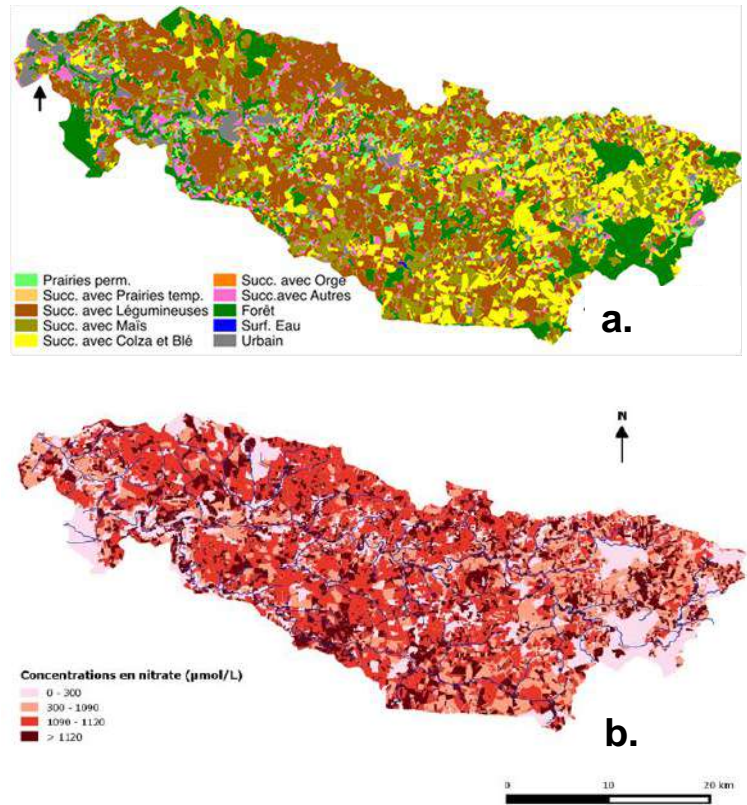 Prairies perm.
Succ. avec Prairies temp.
Succ. avec Légumineuses
Succ. avec Maïs
Succ. avec Colza et Blé
Succ. avec Orge
Succ.avec Autres
Forêt
Surf. Eau
Urbain
a.
N
Concentrations en nitrate (µmol/L)
0 - 300
300 - 1090
1090 - 1120
> 1120
b.
0 10 20 km